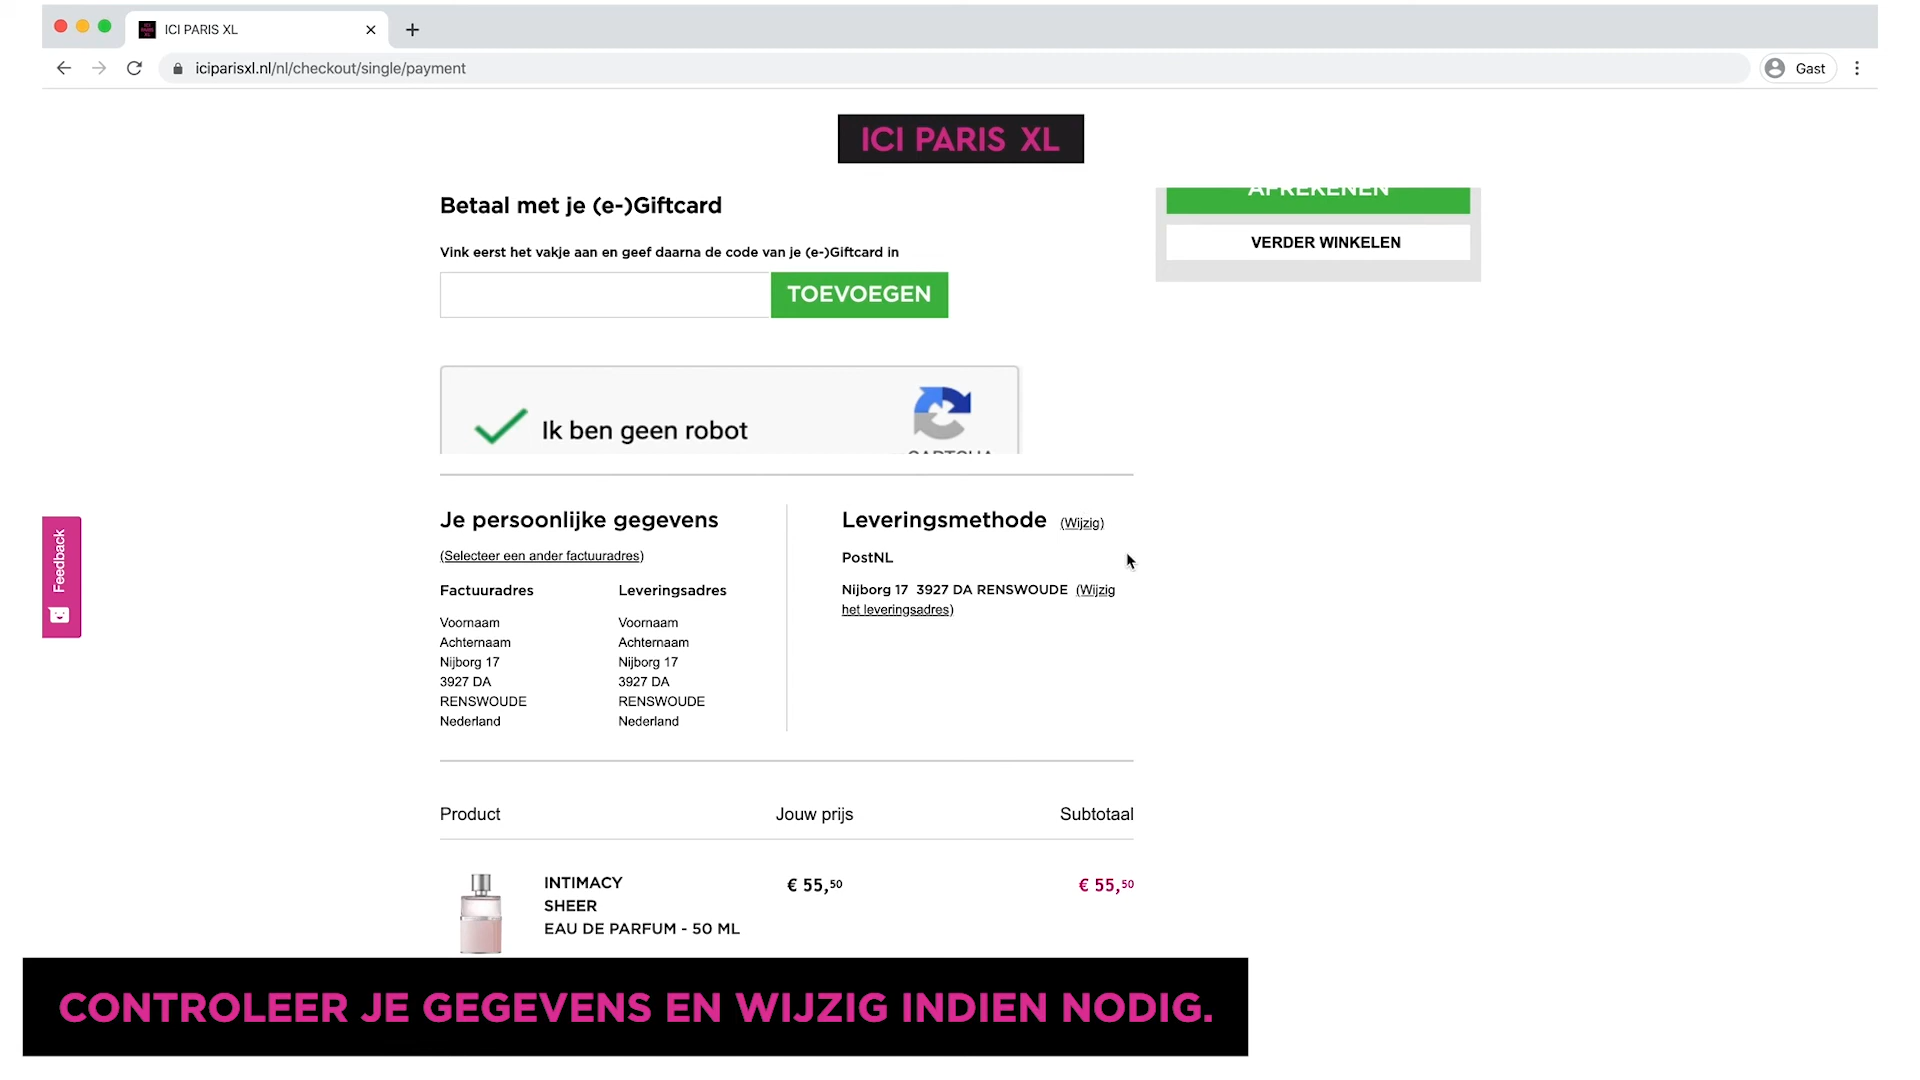 ICI PARIS XL
iciparisxl.nl/nl/checkout/single/payment
Gast
ICI PARIS XL
Betaal met je (e-)Giftcard
Vink eerst het vakje aan en geef daarna de code van je (e-)Giftcard in
TOEVOEGEN
AFREKENEN
VERDER WINKELEN
Ik ben geen robot
CAPTCHA
Feedback
Je persoonlijke gegevens
(Selecteer een ander factuuradres)
Factuuradres
Voornaam
Achternaam
Nijborg 17
3927 DA
RENSWOUDE
Nederland
Leveringsadres
Voornaam
Achternaam
Nijborg 17
3927 DA
RENSWOUDE
Nederland
Leveringsmethode (Wijzig)
PostNL
Nijborg 17 3927 DA RENSWOUDE (Wijzig
het leveringsadres)
Product Jouw prijs Subtotaal
INTIMACY
SHEER
EAU DE PARFUM - 50 ML
€ 55,50
€ 55,50
CONTROLEER JE GEGEVENS EN WIJZIG INDIEN NODIG.